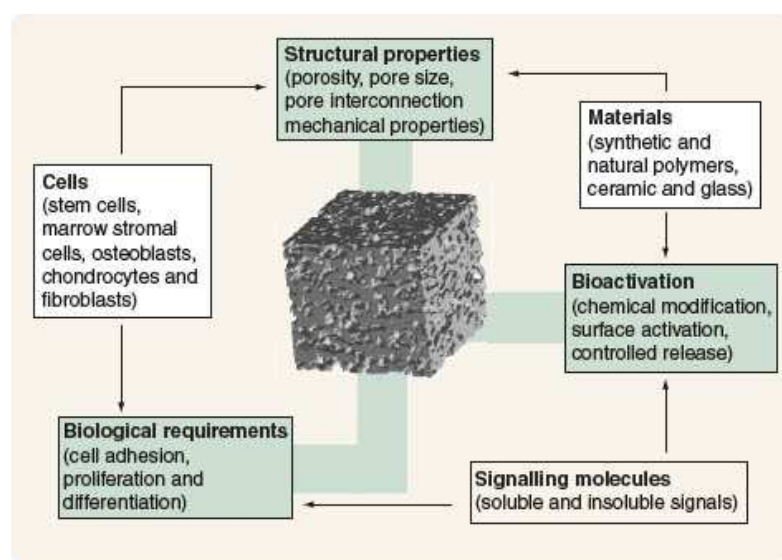 Structural properties
(porosity, pore size,
pore interconnection
mechanical properties)
Materials
(synthetic and
natural polymers,
ceramic and glass)
Cells
(stem cells,
marrow stromal
cells, osteoblasts,
chondrocytes and
fibroblasts)
Bioactivation
(chemical modification,
surface activation,
controlled release)
Biological requirements
(cell adhesion,
proliferation and
differentiation)
Signalling molecules
(soluble and insoluble signals)